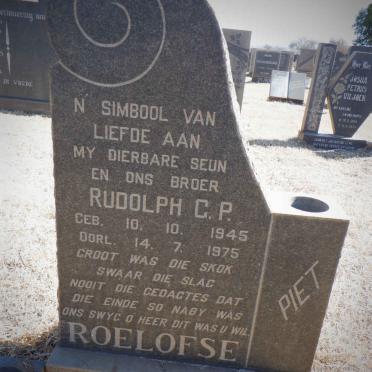 N' SIMBOOL VAN
LIEFDE AAN
MY DIERBARE SEUN
EN ONS BROER
RUDOLPH G.P.
GEB. 10. 10. 1945
OORL. 14. 7. 1975
GROOT WAS DIE SKOK
SWAAR DIE SLAG
NOOIT DIE GEDAGTES DAT
DIE EINDE SO NABY WAS
ONS SWYG O HEER DIT WAS U WIL
ROELOFSE
PIET